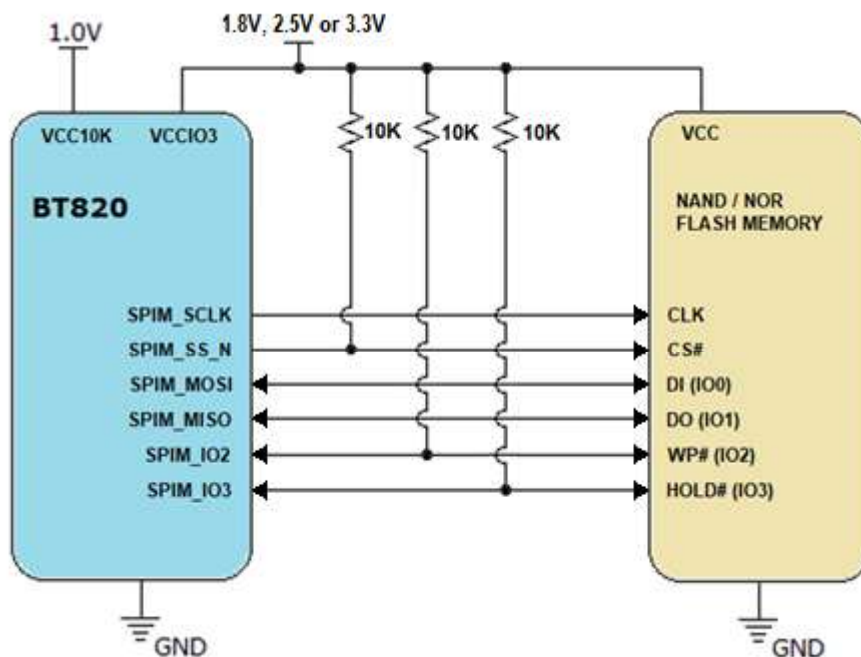 1.8V, 2.5V or 3.3V
1.0V
VCC10K VCCIO3
10K 10K 10K
VCC
BT820
NAND / NOR
FLASH MEMORY
SPIM_SCLK
CLK
SPIM_SS_N
CS#
SPIM_MOSI
DI (IO0)
SPIM_MISO
DO (IO1)
SPIM_IO2
WP# (IO2)
SPIM_IO3
HOLD# (IO3)
GND
GND